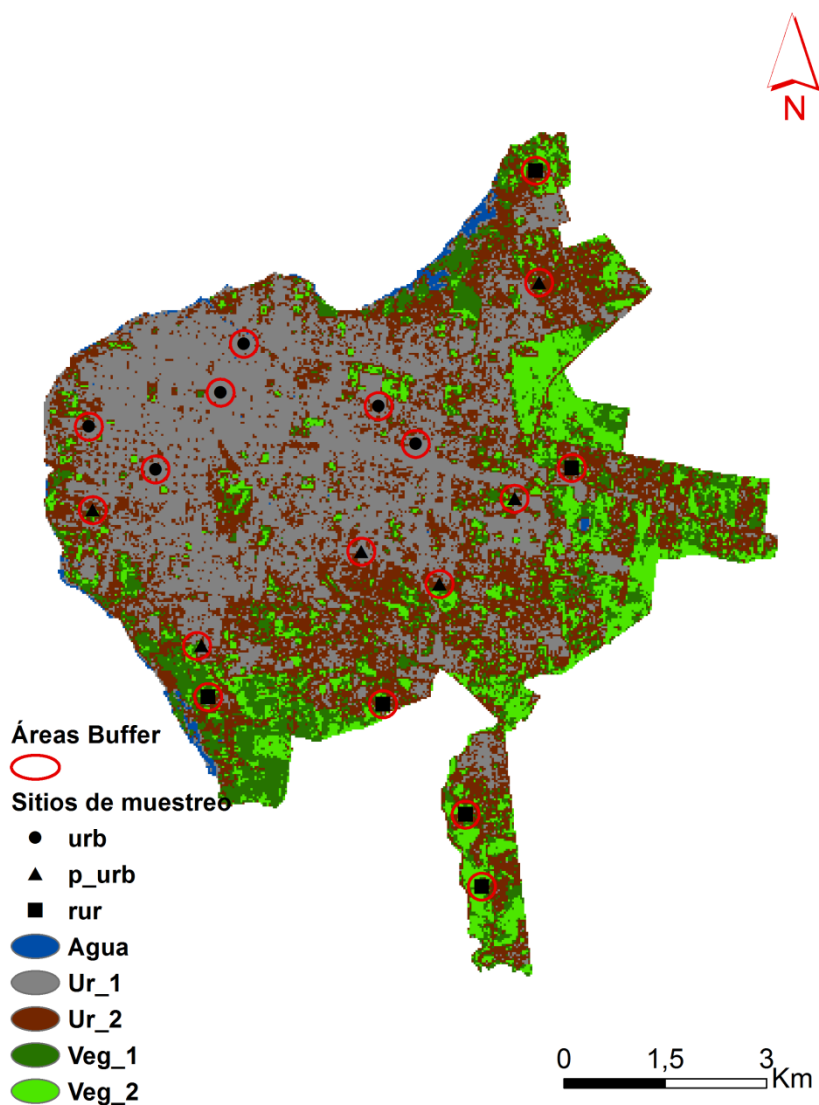 N
Áreas Buffer
Sitios de muestreo
urb
p_urb
rur
Agua
Ur_1
Ur_2
Veg_1
Veg_2
0 1,5 3
Km